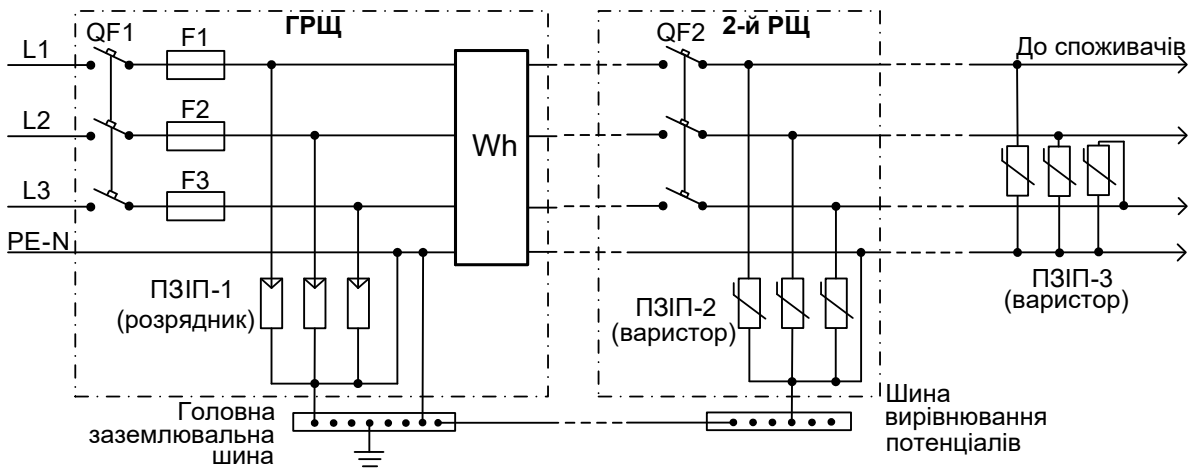 ГРЩ
2-й РЩ
QF1
F1
QF2
L1
До споживачів
F2
L2
Wh
F3
L3
PE-N
ПЗІП-1
(розрядник)
ПЗІП-2
(варистор)
ПЗІП-3
(варистор)
Головна
заземлювальна
шина
Шина
вирівнювання
потенціалів